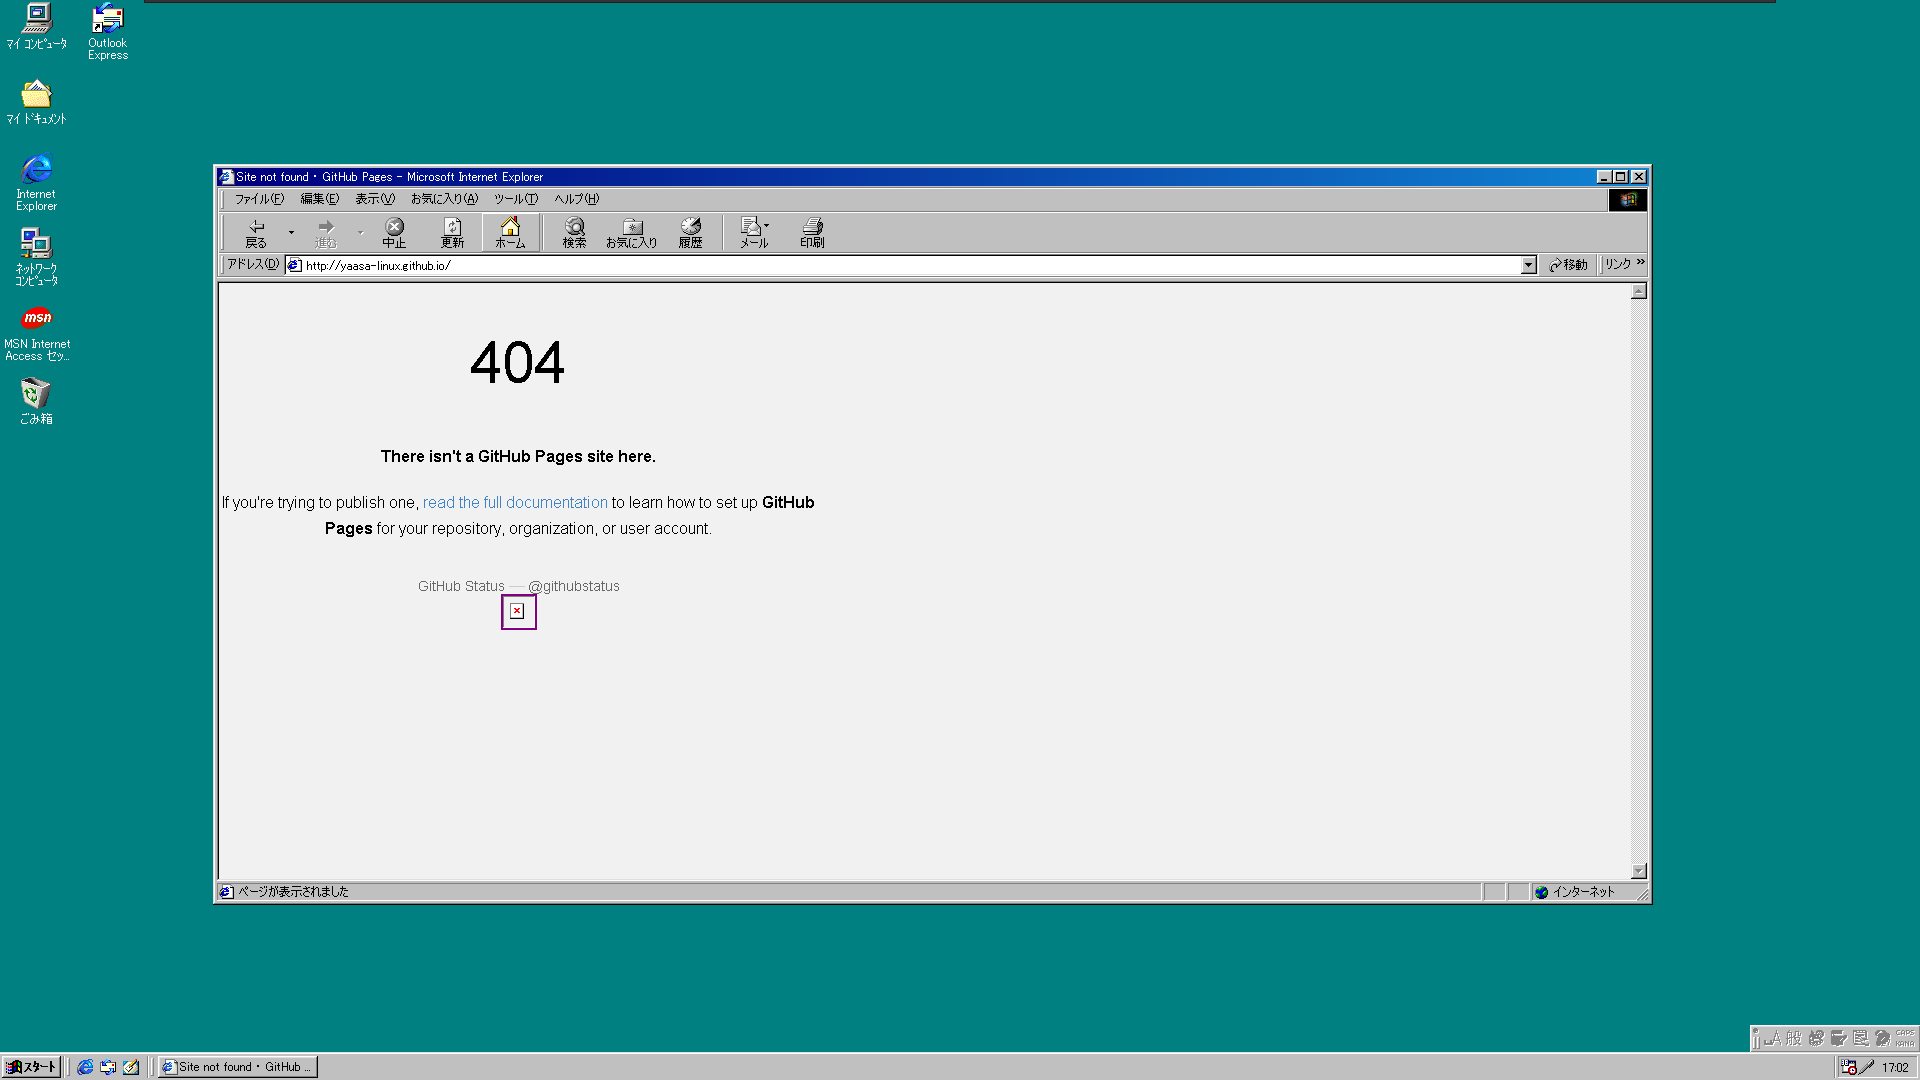 マイ コンピュータ
Outlook
Express
マイ ドキュメント
Internet
Explorer
ネットワーク
コンピュータ
msn
MSN Internet
Access セッ...
ごみ箱
Site not found · GitHub Pages - Microsoft Internet Explorer
ファイル(F) 編集(E) 表示(V) お気に入り(A) ツール(T) ヘルプ(H)
戻る 進む 中止 更新 ホーム 検索 お気に入り 履歴 メール 印刷
アドレス(D) http://yaasa-linux.github.io/ 移動 リンク »
404
There isn't a GitHub Pages site here.
If you're trying to publish one, read the full documentation to learn how to set up GitHub
Pages for your repository, organization, or user account.
GitHub Status — @githubstatus
ページが表示されました インターネット
A 般 CAPS
KANA
スタート Site not found · GitHub ... 17:02